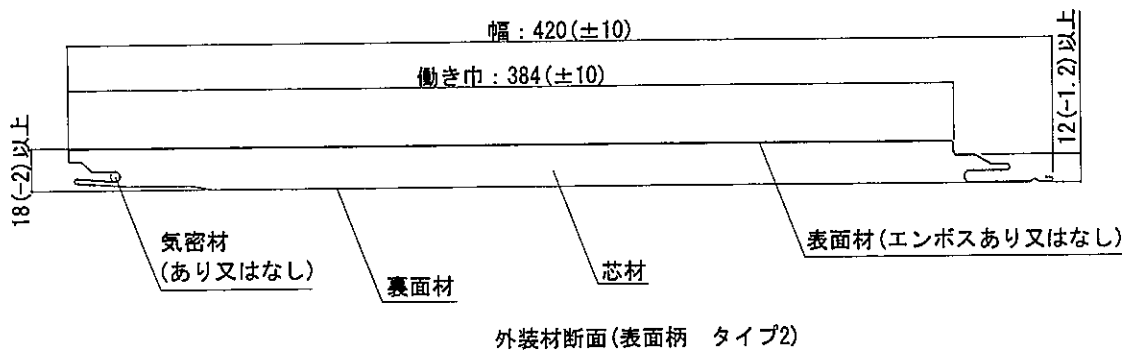 幅：420(±10)
働き巾：384(±10)
12(-1.2)以上
18(-2)以上
気密材
(あり又はなし)
裏面材
芯材
表面材(エンボスあり又はなし)
外装材断面(表面柄　タイプ2)